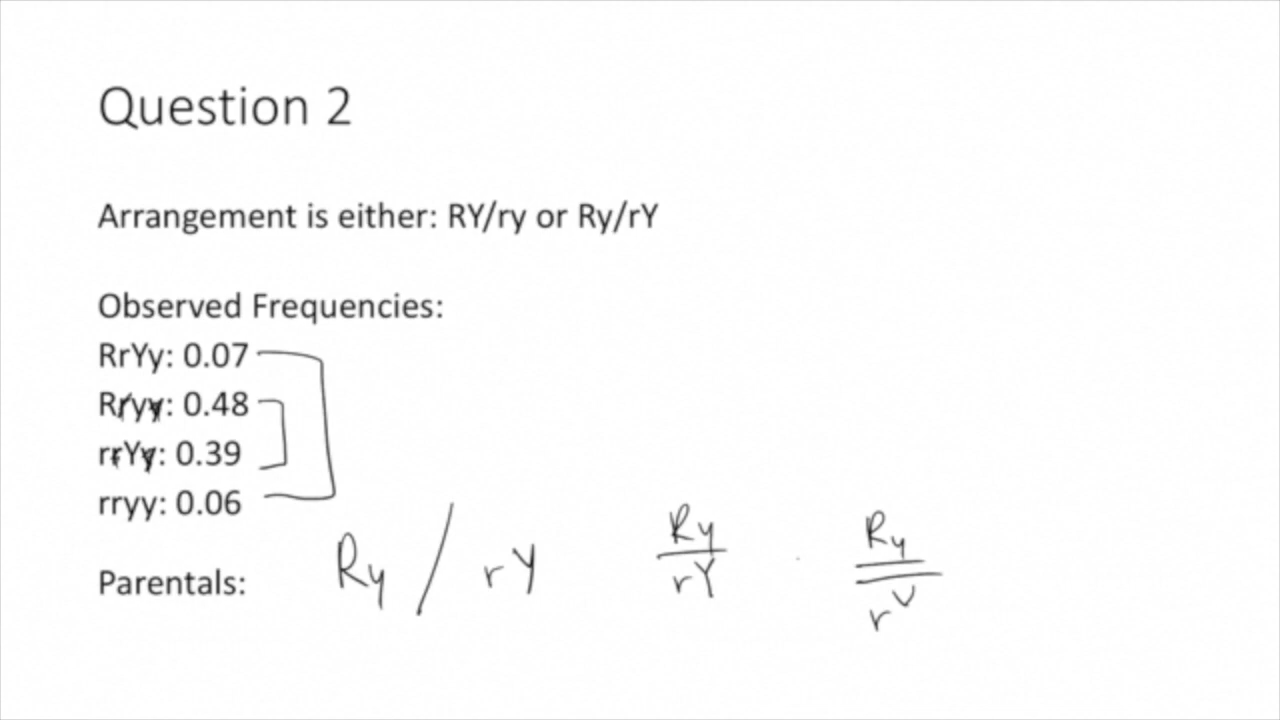 Question 2
Arrangement is either: RY/ry or Ry/rY
Observed Frequencies:
RrYy: 0.07
Rryy: 0.48
rrYy: 0.39
rryy: 0.06
Parentals: Ry / rY
Ry
rY
Ry